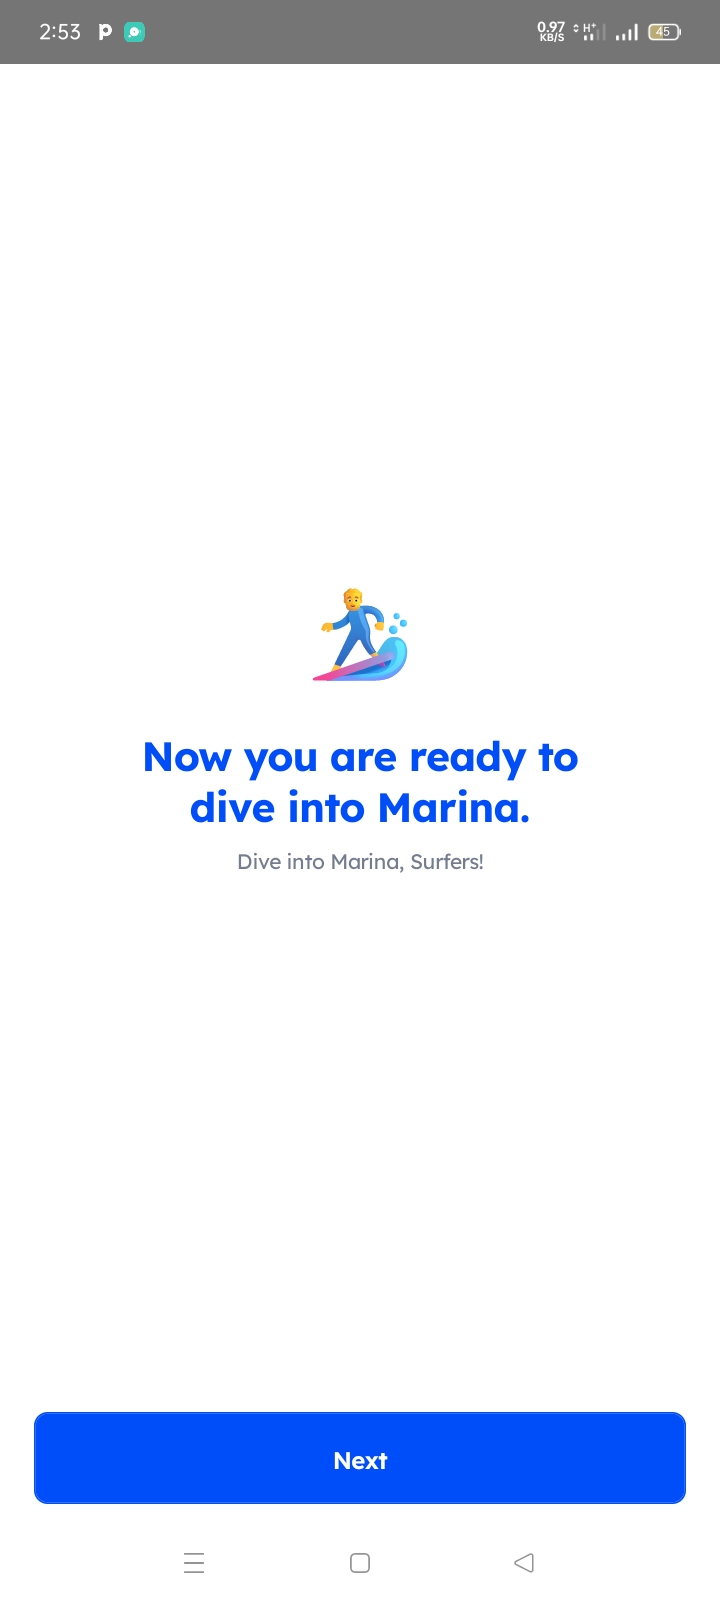 2:53 P 0.97 KB/S H+ 45
Now you are ready to
dive into Marina.
Dive into Marina, Surfers!
Next